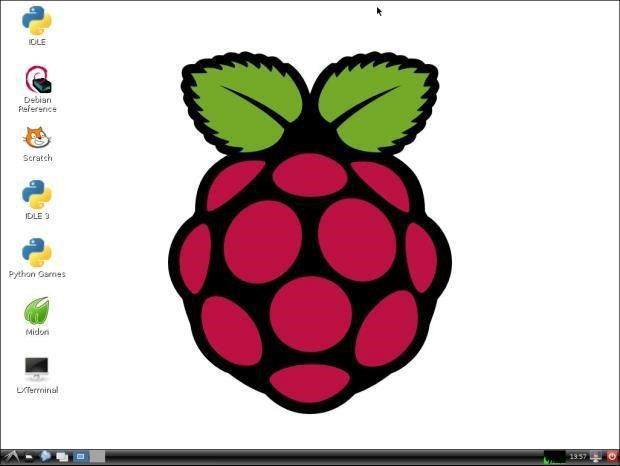 IDLE
Debian
Reference
Scratch
IDLE 3
Python Games
Midori
LXTerminal
13:57